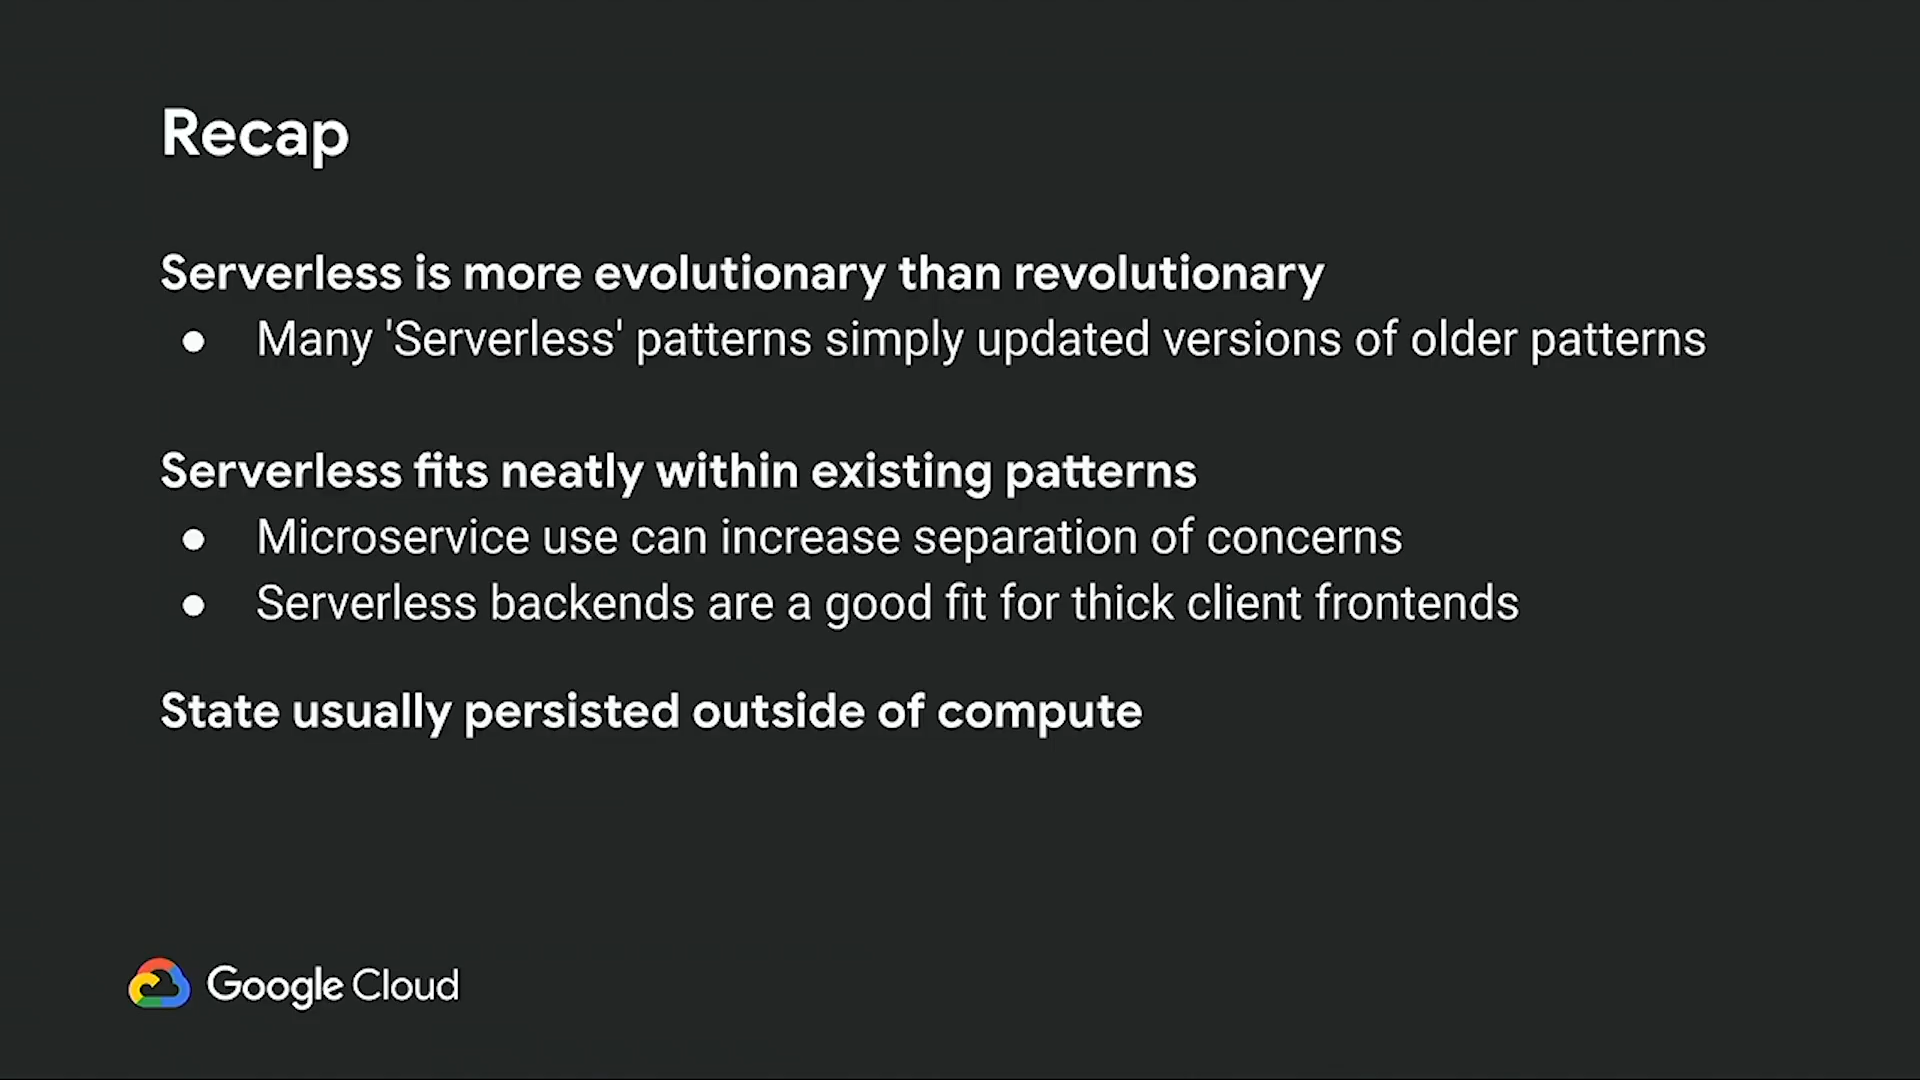 Recap
Serverless is more evolutionary than revolutionary
● Many 'Serverless' patterns simply updated versions of older patterns
Serverless fits neatly within existing patterns
● Microservice use can increase separation of concerns
● Serverless backends are a good fit for thick client frontends
State usually persisted outside of compute
Google Cloud